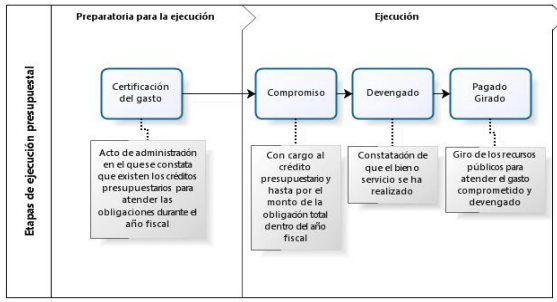 Preparatoria para la ejecución
Ejecución
Etapas de ejecución presupuestal
Certificación
del gasto
Compromiso
Devengado
Pagado
Girado
Acto de administración
en el que se constata
que existen los créditos
presupuestarios para
atender las
obligaciones durante el
año fiscal
Con cargo al
crédito
presupuestario y
hasta por el
monto de la
obligación total
dentro del año
fiscal
Constatación de
que el bien o
servicio se ha
realizado
Giro de los recursos
públicos para
atender el gasto
comprometido y
devengado